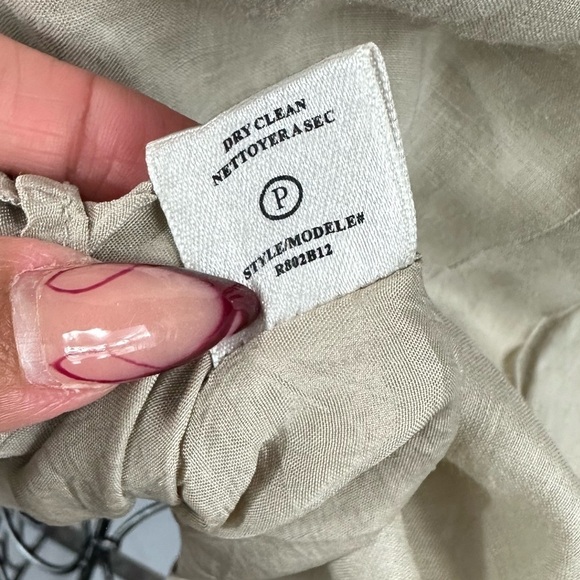 DRY CLEAN
NETTOYER A SEC
P
STYLE/MODELE#
R802B12